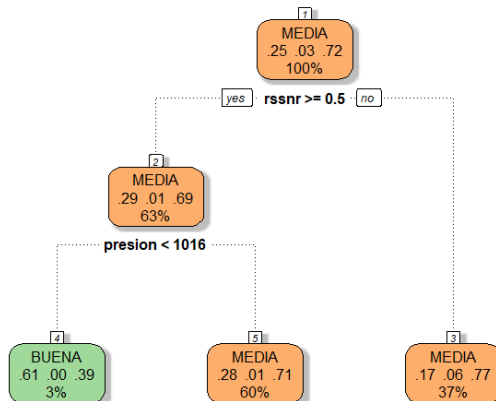 1
MEDIA
.25 .03 .72
100%
yes rssnr >= 0.5 no
2
MEDIA
.29 .01 .69
63%
presion < 1016
4
BUENA
.61 .00 .39
3%
5
MEDIA
.28 .01 .71
60%
3
MEDIA
.17 .06 .77
37%